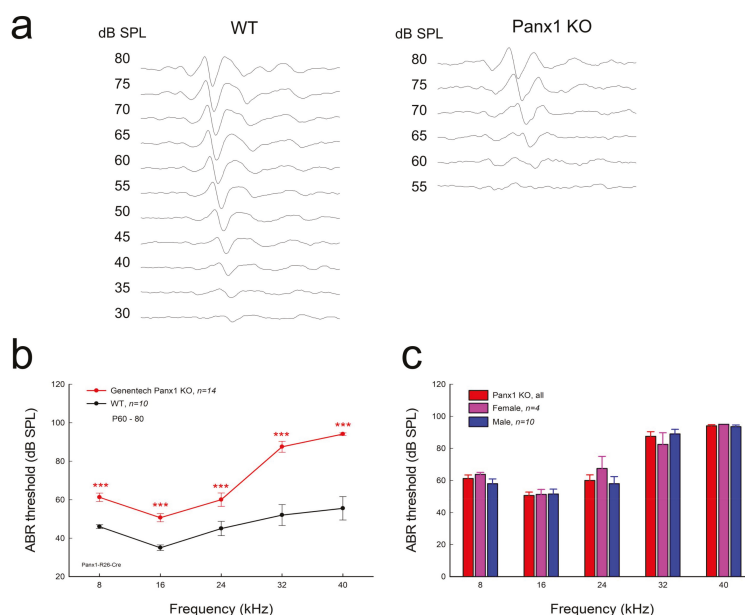 a
WT
Panx1 KO
dB SPL
80
75
70
65
60
55
50
45
40
35
30
dB SPL
80
75
70
65
60
55
b
Genentech Panx1 KO, n=14
WT, n=10
P60 - 80
***
***
***
***
***
120
100
80
60
40
20
ABR threshold (dB SPL)
Panx1-R26-Cre
8
16
24
32
40
Frequency (kHz)
c
Panx1 KO, all
Female, n=4
Male, n=10
120
100
80
60
40
20
0
ABR threshold (dB SPL)
8
16
24
32
40
Frequency (kHz)